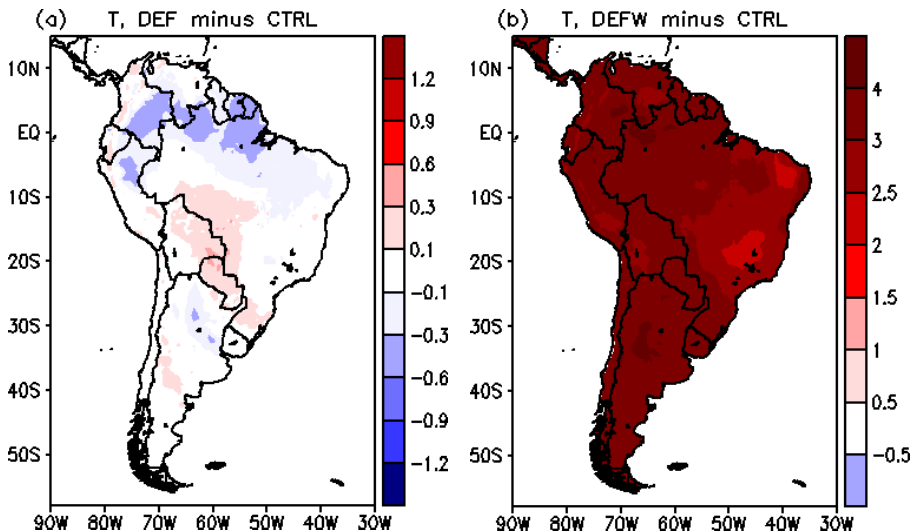 (a) T, DEF minus CTRL
10N
EQ
10S
20S
30S
40S
50S
90W 80W 70W 60W 50W 40W 30W
1.2
0.9
0.6
0.3
0.1
−0.1
−0.3
−0.6
−0.9
−1.2
(b) T, DEFW minus CTRL
10N
EQ
10S
20S
30S
40S
50S
90W 80W 70W 60W 50W 40W 30W
4
3
2.5
2
1.5
1
0.5
−0.5